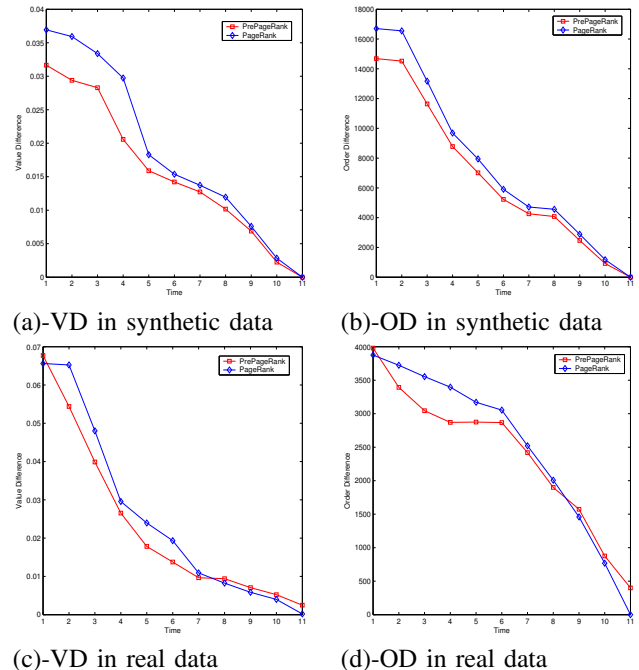 0.04
0.035
0.03
0.025
0.02
0.015
0.01
0.005
0
Value Difference
1 2 3 4 5 6 7 8 9 10 11
Time
PrePageRank
PageRank
(a)-VD in synthetic data
18000
16000
14000
12000
10000
8000
6000
4000
2000
0
Order Difference
1 2 3 4 5 6 7 8 9 10 11
Time
PrePageRank
PageRank
(b)-OD in synthetic data
0.07
0.06
0.05
0.04
0.03
0.02
0.01
0
Value Difference
1 2 3 4 5 6 7 8 9 10 11
Time
PrePageRank
PageRank
(c)-VD in real data
4000
3500
3000
2500
2000
1500
1000
500
0
Order Difference
1 2 3 4 5 6 7 8 9 10 11
Time
PrePageRank
PageRank
(d)-OD in real data